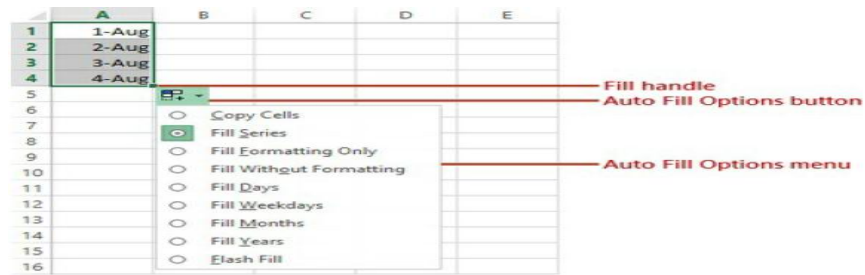 A B C D E
1 1-Aug
2 2-Aug
3 3-Aug
4 4-Aug
Fill handle
5
Auto Fill Options button
6 Copy Cells
7 Fill Series
8
9 Fill Formatting Only
10 Fill Without Formatting
Auto Fill Options menu
11 Fill Days
12 Fill Weekdays
13 Fill Months
14 Fill Years
15
16 Flash Fill